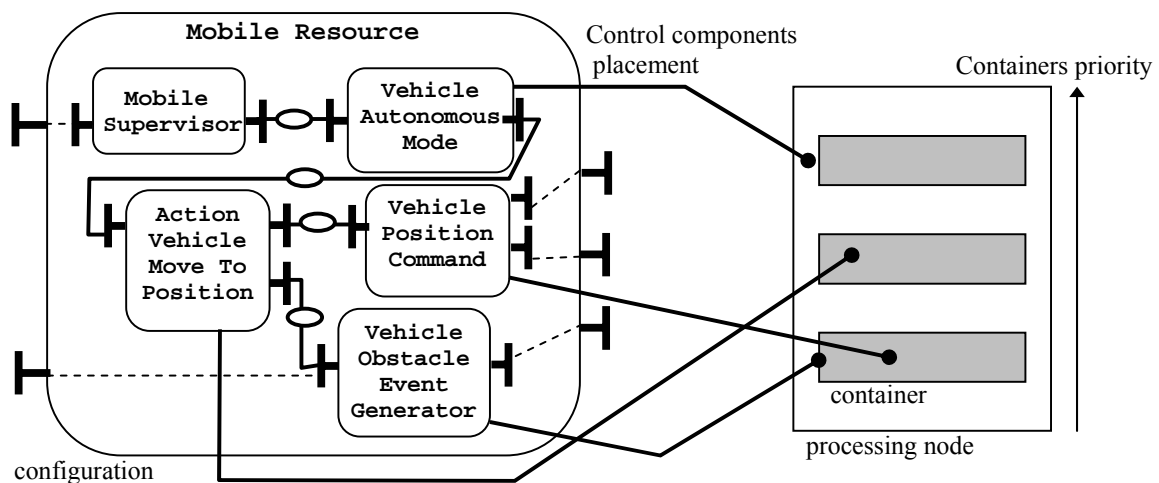 Mobile Resource
Control components
placement
Containers priority
Mobile
Supervisor
Vehicle
Autonomous
Mode
Action
Vehicle
Move To
Position
Vehicle
Position
Command
Vehicle
Obstacle
Event
Generator
container
processing node
configuration